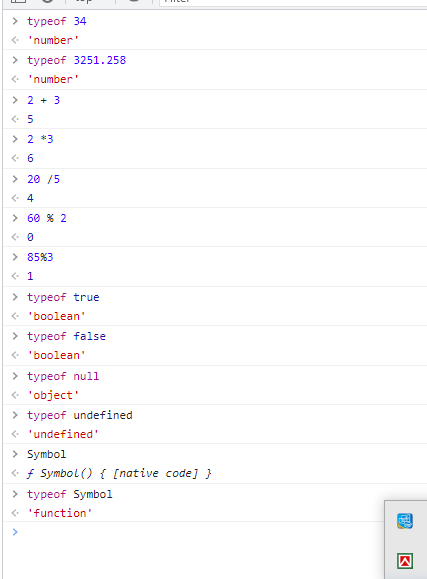 top
Filter
> typeof 34
< 'number'
> typeof 3251.258
< 'number'
> 2 + 3
< 5
> 2 *3
< 6
> 20 /5
< 4
> 60 % 2
< 0
> 85%3
< 1
> typeof true
< 'boolean'
> typeof false
< 'boolean'
> typeof null
< 'object'
> typeof undefined
< 'undefined'
> Symbol
< ƒ Symbol() { [native code] }
> typeof Symbol
< 'function'
>